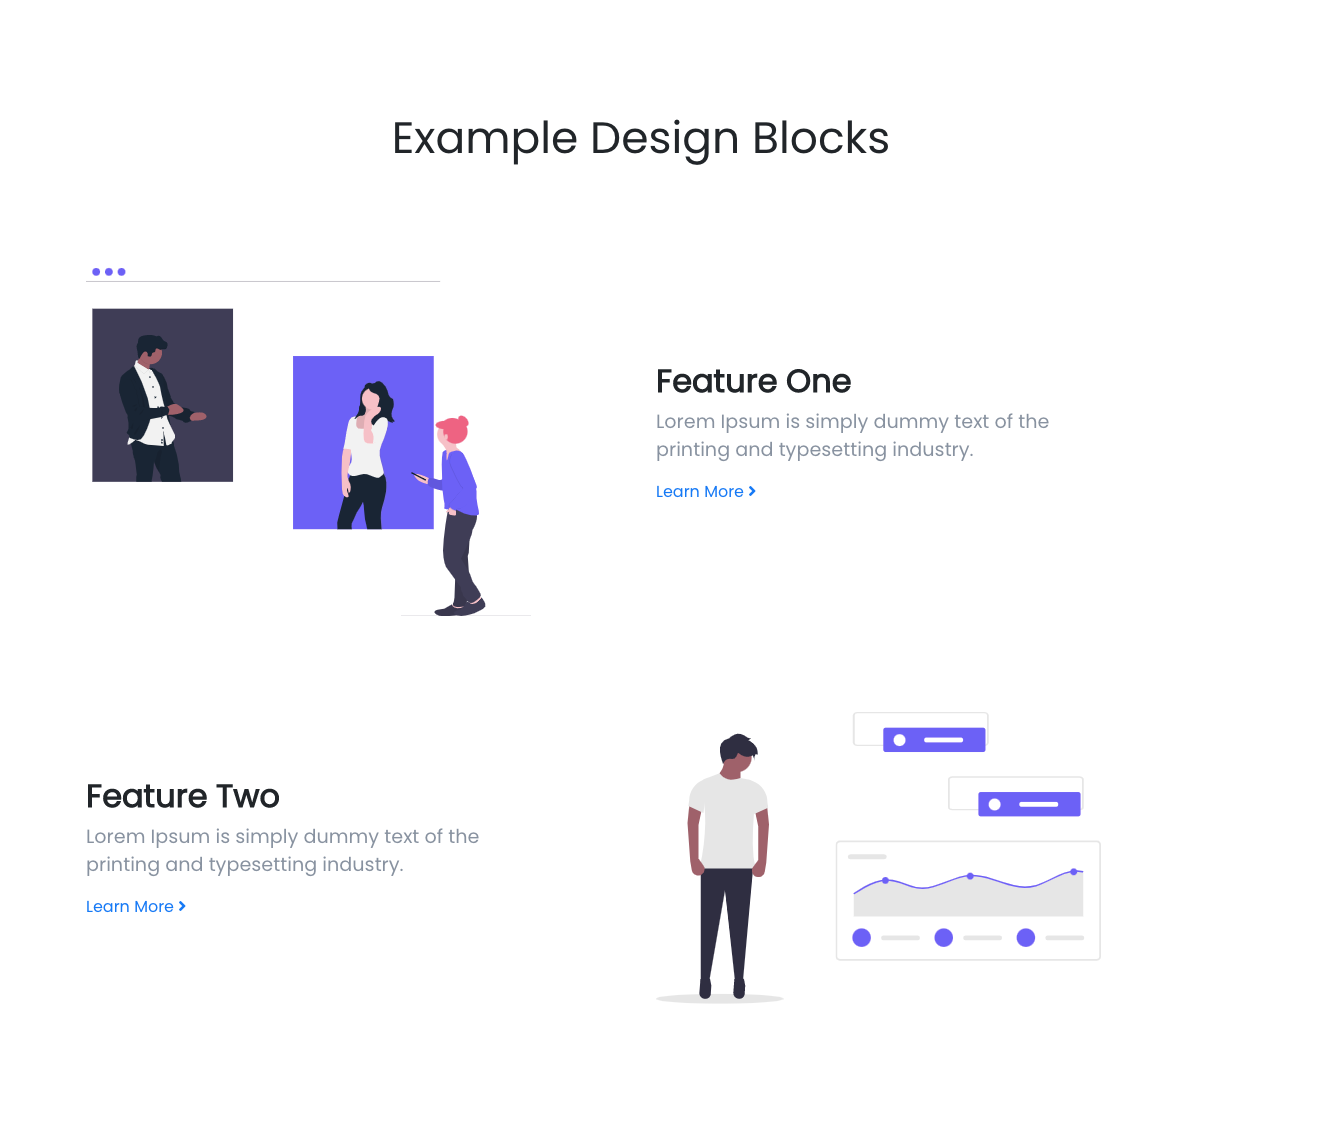 Example Design Blocks
Feature One
Lorem Ipsum is simply dummy text of the
printing and typesetting industry.
Learn More
Feature Two
Lorem Ipsum is simply dummy text of the
printing and typesetting industry.
Learn More